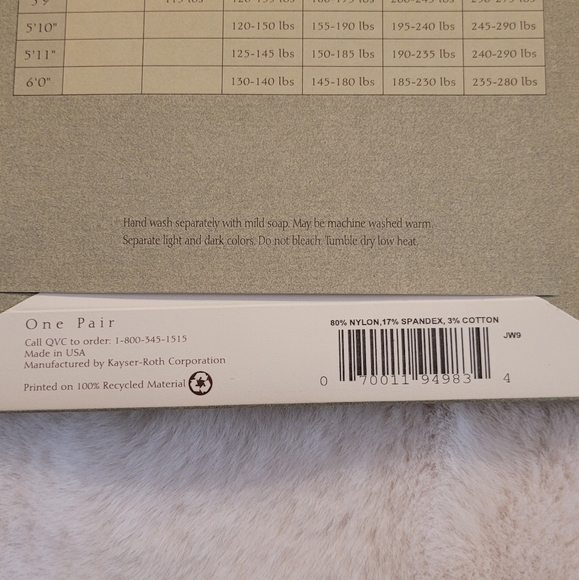 5'10" 120-150 lbs 155-190 lbs 195-240 lbs 245-290 lbs
5'11" 125-145 lbs 150-185 lbs 190-235 lbs 240-290 lbs
6'0" 130-140 lbs 145-180 lbs 185-230 lbs 235-280 lbs
Hand wash separately with mild soap. May be machine washed warm.
Separate light and dark colors. Do not bleach. Tumble dry low heat.
One Pair
Call QVC to order: 1-800-345-1515
Made in USA
Manufactured by Kayser-Roth Corporation
Printed on 100% Recycled Material
80% NYLON,17% SPANDEX, 3% COTTON
JW9
0 70011 94983 4